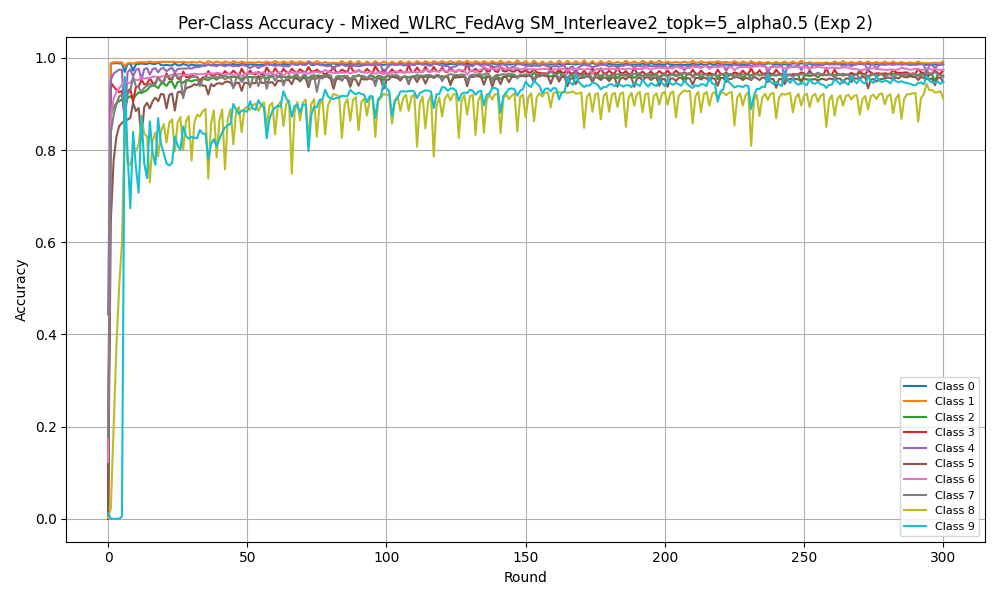 Per-Class Accuracy - Mixed_WLRC_FedAvg SM_Interleave2_topk=5_alpha0.5 (Exp 2)
Accuracy
1.0
0.8
0.6
0.4
0.2
0.0
0 50 100 150 200 250 300
Round
Class 0
Class 1
Class 2
Class 3
Class 4
Class 5
Class 6
Class 7
Class 8
Class 9